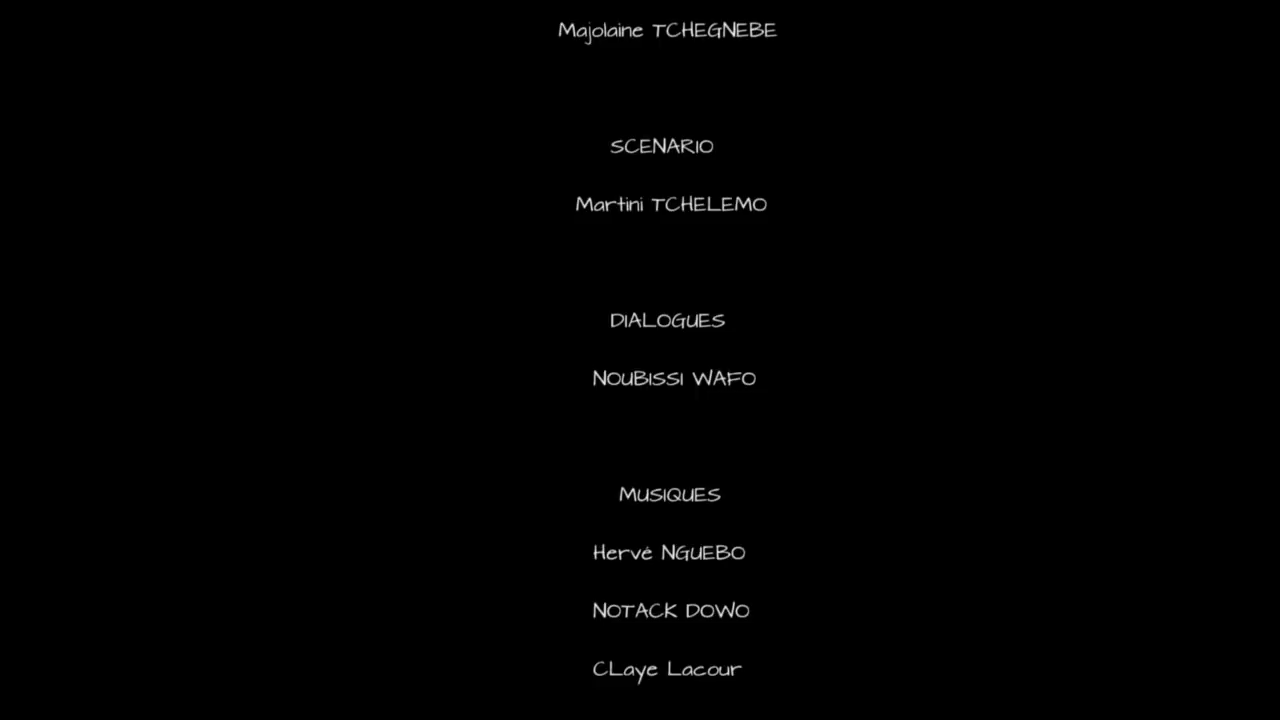 Majolaine TCHEGNEBE
SCENARIO
Martini TCHELEMO
DIALOGUES
NOUBISSI WAFO
MUSIQUES
Hervé NGUEBO
NOTACK DOWO
CLaye Lacour